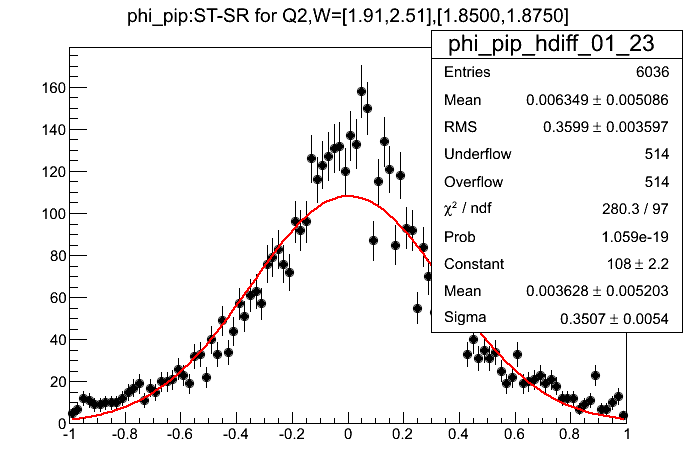 phi_pip:ST-SR for Q2,W=[1.91,2.51],[1.8500,1.8750]
phi_pip_hdiff_01_23
Entries 6036
Mean 0.006349 ± 0.005086
RMS 0.3599 ± 0.003597
Underflow 514
Overflow 514
χ² / ndf 280.3 / 97
Prob 1.059e-19
Constant 108 ± 2.2
Mean 0.003628 ± 0.005203
Sigma 0.3507 ± 0.0054
160
140
120
100
80
60
40
20
0
-1 -0.8 -0.6 -0.4 -0.2 0 0.2 0.4 0.6 0.8 1